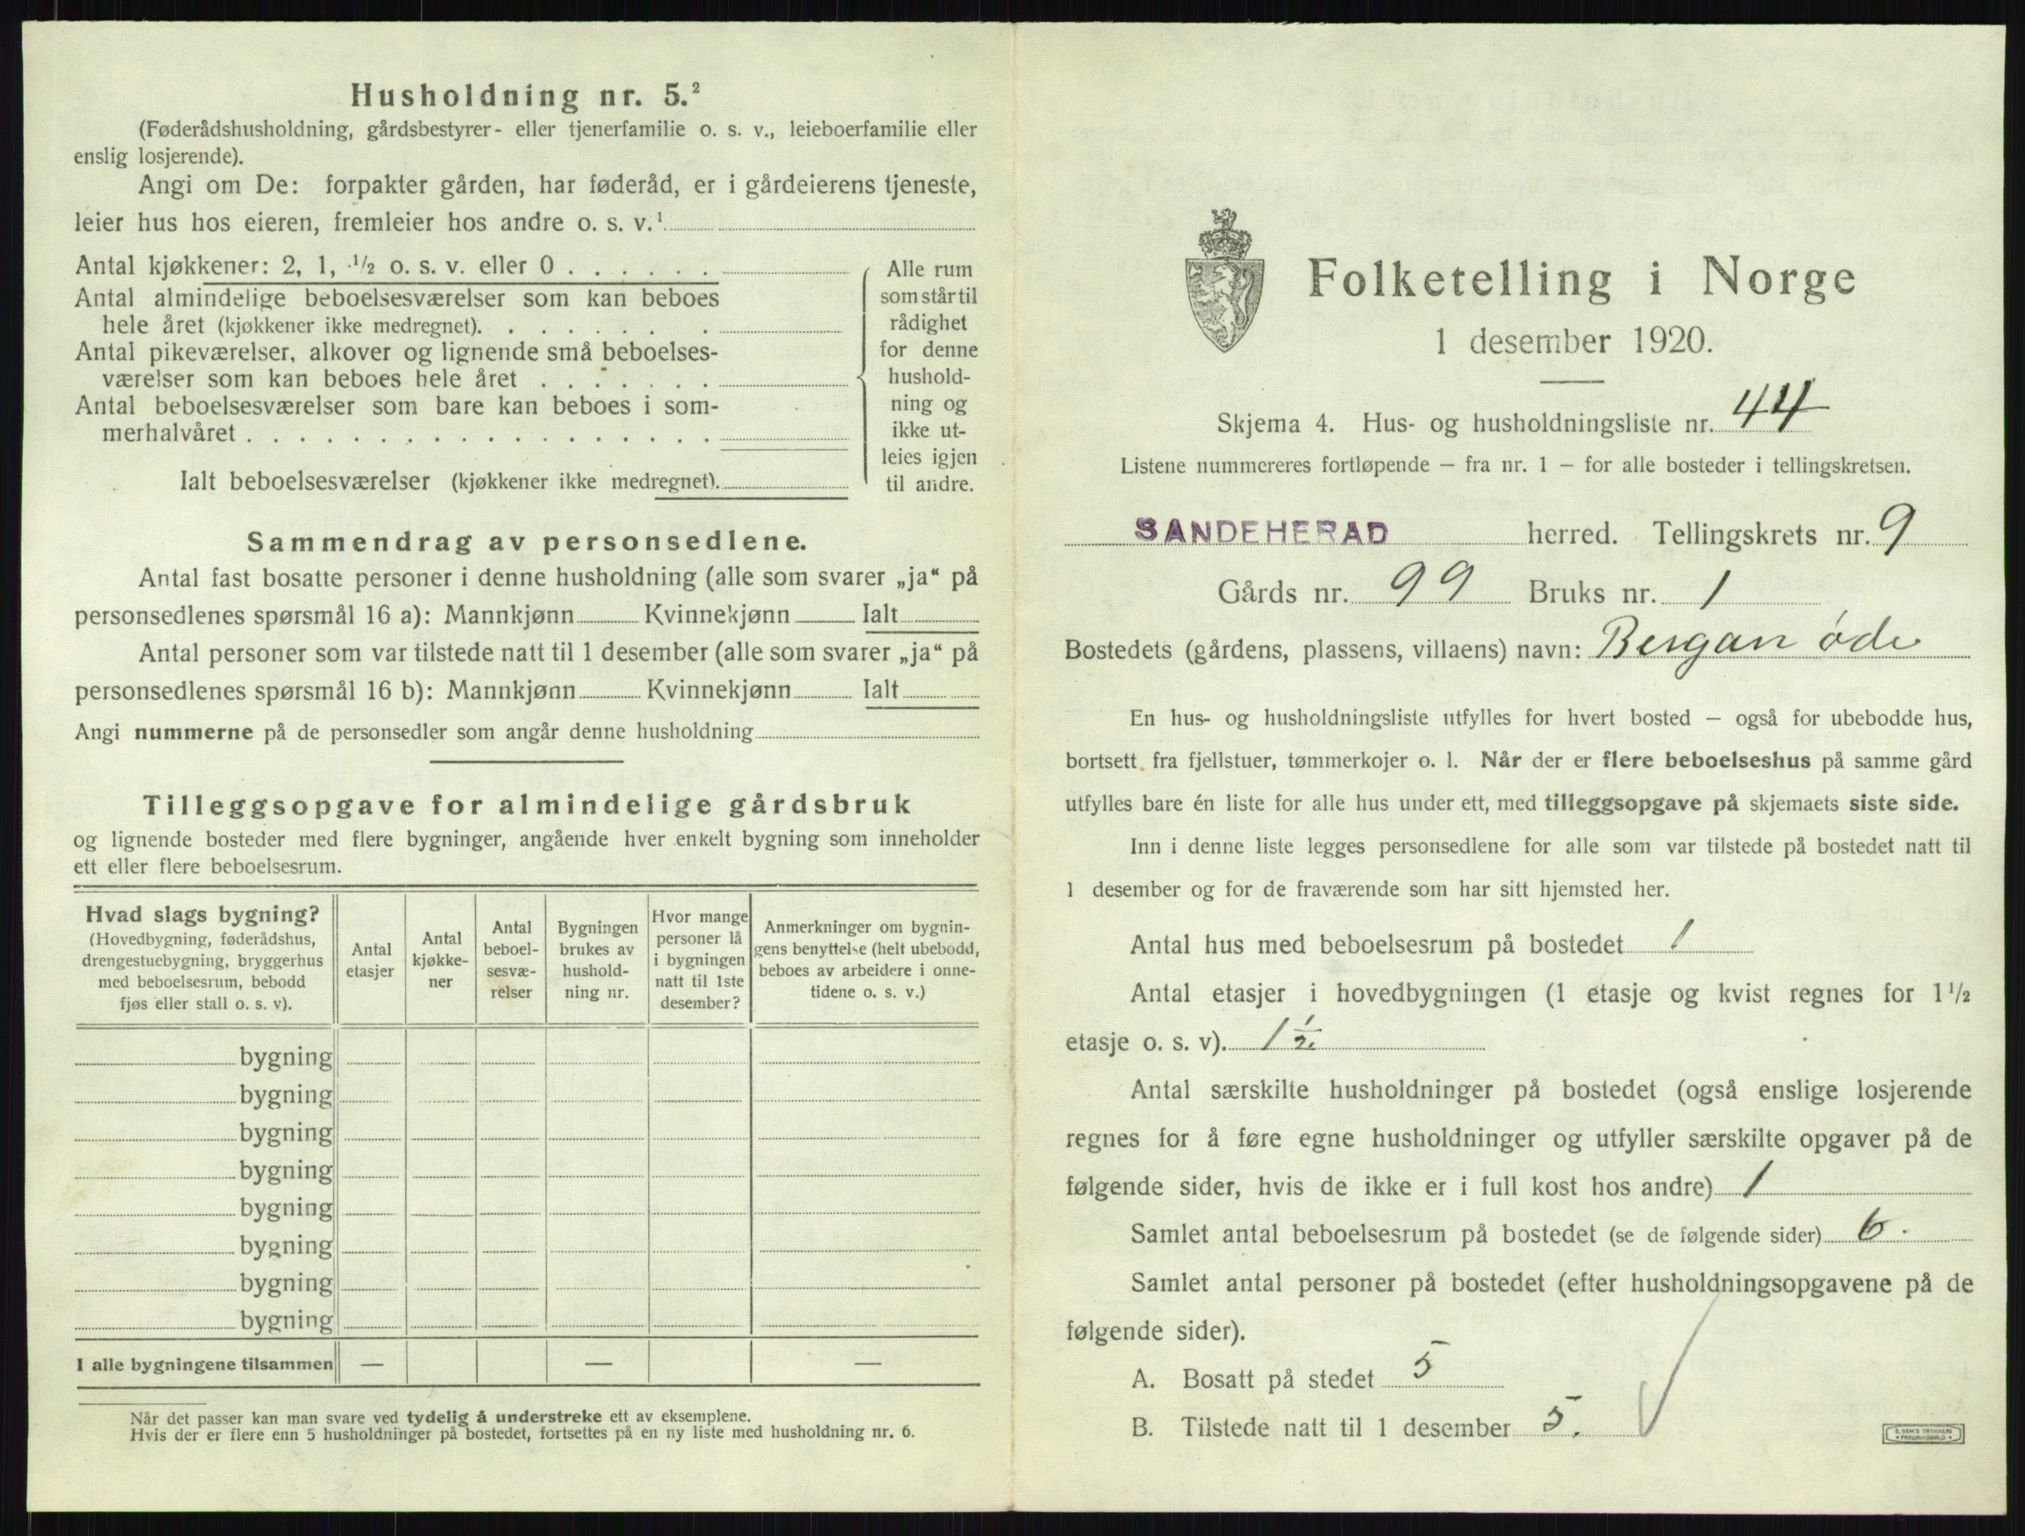 Husholdning nr. 5.²
(Føderådshusholdning, gårdsbestyrer- eller tjenerfamilie o. s. v., leieboerfamilie eller
enslig losjerende).
Angi om De: forpakter gården, har føderåd, er i gårdeierens tjeneste,
leier hus hos eieren, fremleier hos andre o. s. v.¹
Antal kjøkkener: 2, 1, ½ o. s. v. eller 0 . . . . . .
Antal almindelige beboelsesværelser som kan beboes
hele året (kjøkkener ikke medregnet). . . . . . . .
Antal pikeværelser, alkover og lignende små beboelses-
værelser som kan beboes hele året . . . . . . .
Antal beboelsesværelser som bare kan beboes i som-
merhalvåret . . . . . . . . . . . . . . . . . .
Ialt beboelsesværelser (kjøkkener ikke medregnet).
Alle rum
som står til
rådighet
for denne
hushold-
ning og
ikke ut-
leies igjen
til andre.
Sammendrag av personsedlene.
Antal fast bosatte personer i denne husholdning (alle som svarer „ja“ på
personsedlenes spørsmål 16 a): Mannkjønn Kvinnekjønn Ialt
Antal personer som var tilstede natt til 1 desember (alle som svarer „ja“ på
personsedlenes spørsmål 16 b): Mannkjønn Kvinnekjønn Ialt
Angi nummerne på de personsedler som angår denne husholdning
Tilleggsopgave for almindelige gårdsbruk
og lignende bosteder med flere bygninger, angående hver enkelt bygning som inneholder
ett eller flere beboelsesrum.
Hvad slags bygning?
(Hovedbygning, føderådshus,
drengestuebygning, bryggerhus
med beboelsesrum, bebodd
fjøs eller stall o. s. v).
Antal
etasjer
Antal
kjøkke-
ner
Antal
beboel-
sesvæ-
relser
Bygningen
brukes av
hushold-
ning nr.
Hvor mange
personer lå
i bygningen
natt til 1ste
desember?
Anmerkninger om bygnin-
gens benyttelse (helt ubebodd,
beboes av arbeidere i onne-
tidene o. s. v.)
bygning
bygning
bygning
bygning
bygning
bygning
bygning
bygning
I alle bygningene tilsammen — — —
Når det passer kan man svare ved tydelig å understreke ett av eksemplene.
Hvis der er flere enn 5 husholdninger på bostedet, fortsettes på en ny liste med husholdning nr. 6.
Folketelling i Norge
1 desember 1920.
Skjema 4. Hus- og husholdningsliste nr. 44
Listene nummereres fortløpende – fra nr. 1 – for alle bosteder i tellingskretsen.
SANDEHERAD herred. Tellingskrets nr. 9
Gårds nr. 99 Bruks nr. 1
Bostedets (gårdens, plassens, villaens) navn: Bergan øde
En hus- og husholdningsliste utfylles for hvert bosted – også for ubebodde hus,
bortsett fra fjellstuer, tømmerkojer o. l. Når der er flere beboelseshus på samme gård
utfylles bare én liste for alle hus under ett, med tilleggsopgave på skjemaets siste side.
Inn i denne liste legges personsedlene for alle som var tilstede på bostedet natt til
1 desember og for de fraværende som har sitt hjemsted her.
Antal hus med beboelsesrum på bostedet 1
Antal etasjer i hovedbygningen (1 etasje og kvist regnes for 1½
etasje o. s. v). 1½
Antal særskilte husholdninger på bostedet (også enslige losjerende
regnes for å føre egne husholdninger og utfyller særskilte opgaver på de
følgende sider, hvis de ikke er i full kost hos andre) 1
Samlet antal beboelsesrum på bostedet (se de følgende sider) 6.
Samlet antal personer på bostedet (efter husholdningsopgavene på de
følgende sider).
A. Bosatt på stedet 5
B. Tilstede natt til 1 desember 5.